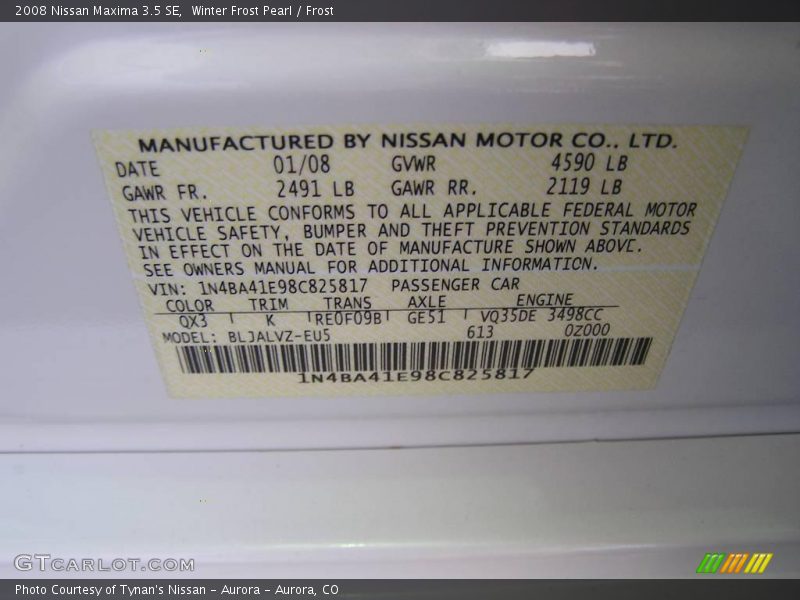 2008 Nissan Maxima 3.5 SE,  Winter Frost Pearl / Frost
MANUFACTURED BY NISSAN MOTOR CO., LTD.
DATE 01/08 GVWR 4590 LB
GAWR FR. 2491 LB GAWR RR. 2119 LB
THIS VEHICLE CONFORMS TO ALL APPLICABLE FEDERAL MOTOR
VEHICLE SAFETY, BUMPER AND THEFT PREVENTION STANDARDS
IN EFFECT ON THE DATE OF MANUFACTURE SHOWN ABOVE.
SEE OWNERS MANUAL FOR ADDITIONAL INFORMATION.
VIN: 1N4BA41E98C825817 PASSENGER CAR
COLOR TRIM TRANS AXLE ENGINE
QX3 K RE0F09B GE51 VQ35DE 3498CC
MODEL: BLJALVZ-EU5 613 0Z000
1N4BA41E98C825817
GTCARLOT.COM
Photo Courtesy of Tynan's Nissan - Aurora - Aurora, CO